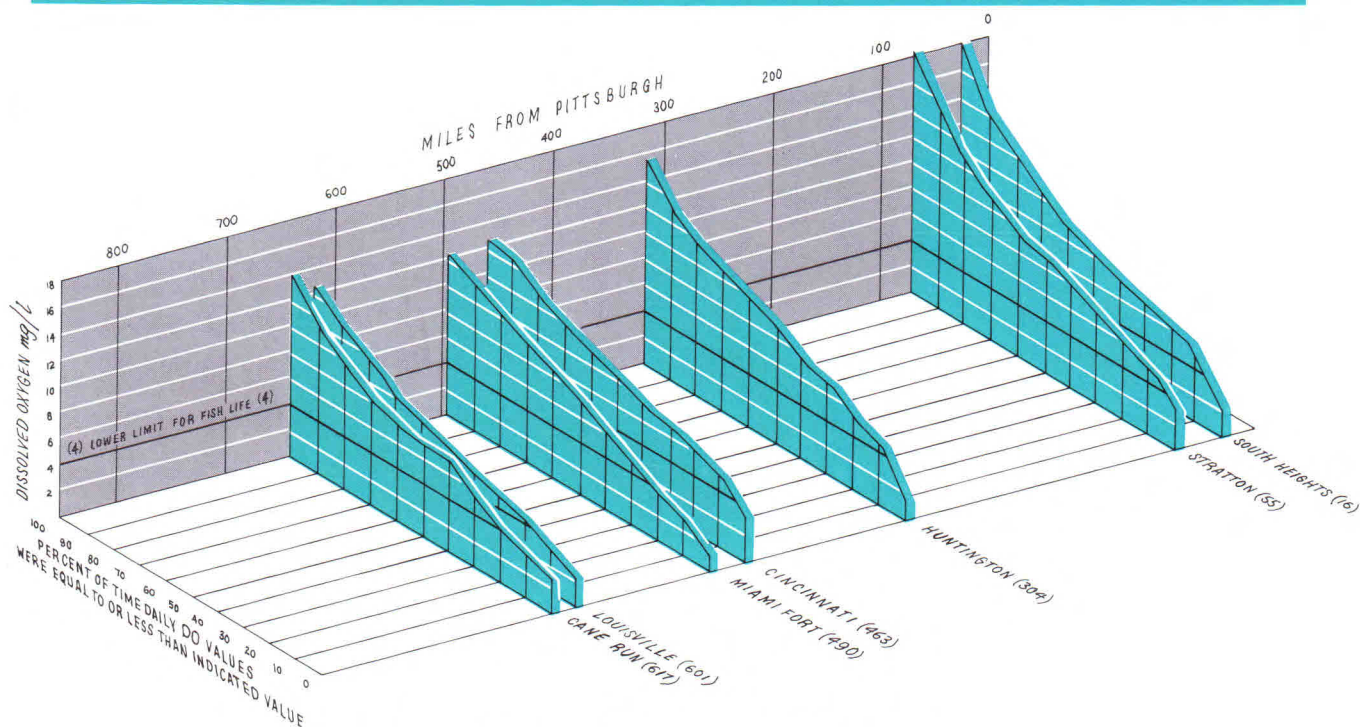 0
100
200
300
400
500
600
700
800
MILES FROM PITTSBURGH
18
16
14
12
10
8
6
4
2
DISSOLVED OXYGEN mg/L
(4) LOWER LIMIT FOR FISH LIFE (4)
100
90
80
70
60
50
40
30
20
10
0
PERCENT OF TIME DAILY DO VALUES
WERE EQUAL TO OR LESS THAN INDICATED VALUE
SOUTH HEIGHTS (16)
STRATTON (55)
HUNTINGTON (304)
CINCINNATI (463)
MIAMI FORT (490)
LOUISVILLE (601)
CANE RUN (617)